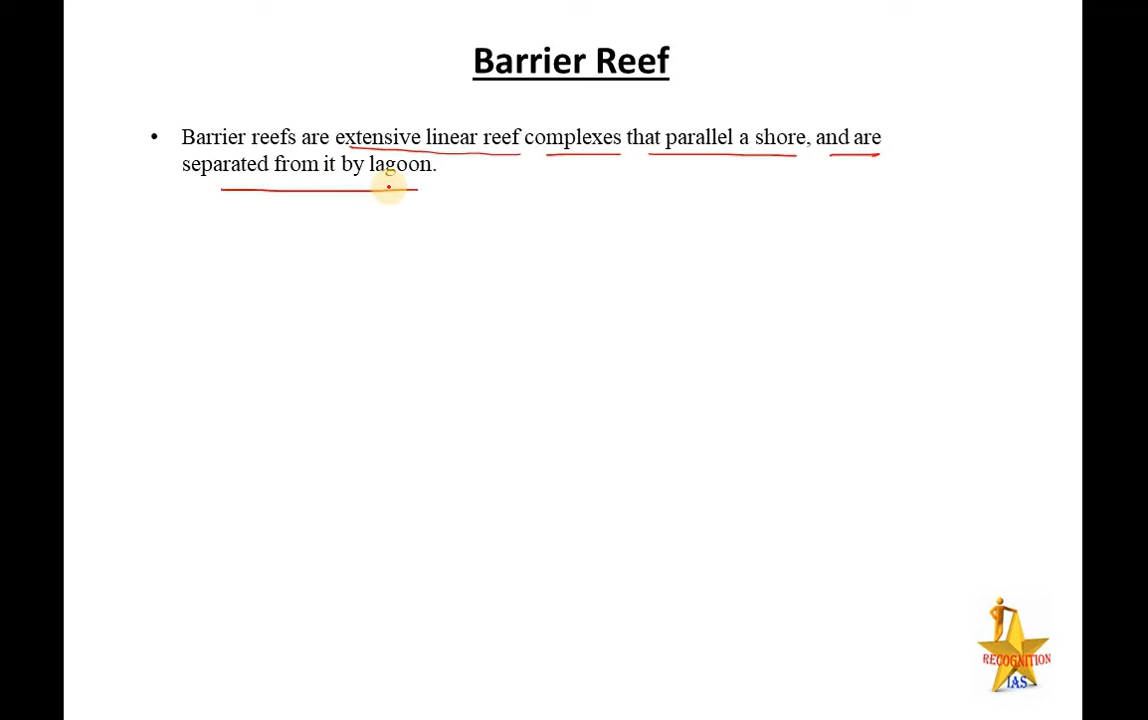 Barrier Reef
• Barrier reefs are extensive linear reef complexes that parallel a shore, and are
separated from it by lagoon.
RECOGNITION
IAS